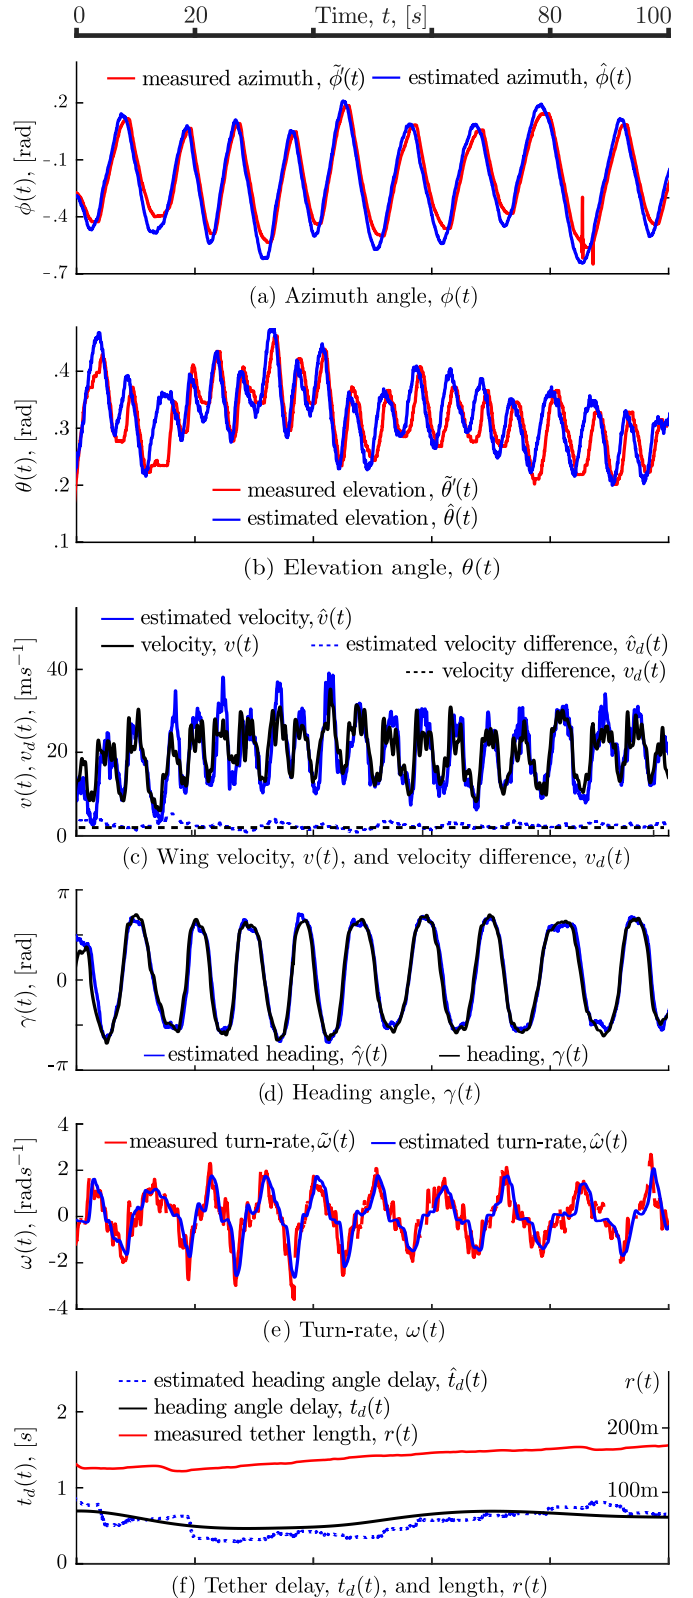 0 20 Time, t, [s] 80 100
measured azimuth, ϕ̃′(t) estimated azimuth, ϕ̂(t)
ϕ(t), [rad]
.2
-.1
-.4
-.7
(a) Azimuth angle, ϕ(t)
θ(t), [rad]
.4
.3
.2
.1
measured elevation, θ̃′(t)
estimated elevation, θ̂(t)
(b) Elevation angle, θ(t)
estimated velocity, v̂(t)
velocity, v(t) estimated velocity difference, v̂_d(t)
velocity difference, v_d(t)
v(t), v_d(t), [ms⁻¹]
40
20
0
0 20 80 100
(c) Wing velocity, v(t), and velocity difference, v_d(t)
γ(t), [rad]
π
0
-π
estimated heading, γ̂(t) heading, γ(t)
(d) Heading angle, γ(t)
measured turn-rate, ω̃(t) estimated turn-rate, ω̂(t)
ω(t), [rads⁻¹]
4
2
0
-2
-4
(e) Turn-rate, ω(t)
estimated heading angle delay, t̂_d(t) r(t)
heading angle delay, t_d(t)
measured tether length, r(t)
t_d(t), [s]
2
1
0
200m
100m
(f) Tether delay, t_d(t), and length, r(t)